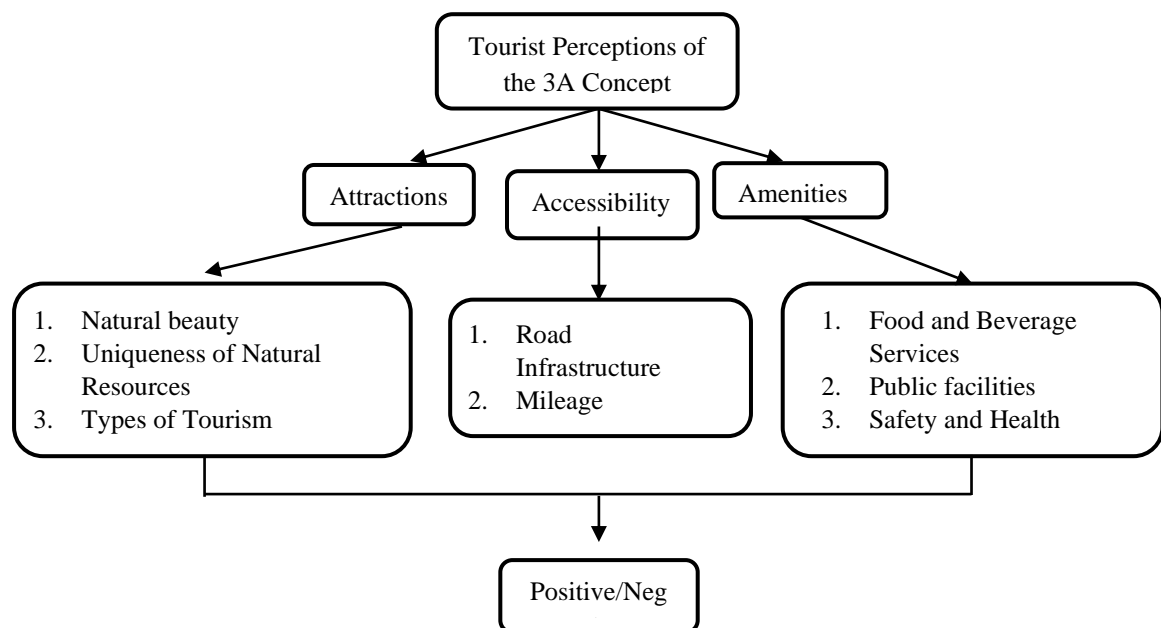 Tourist Perceptions of
the 3A Concept
Attractions
Accessibility
Amenities
1. Natural beauty
2. Uniqueness of Natural
Resources
3. Types of Tourism
1. Road
Infrastructure
2. Mileage
1. Food and Beverage
Services
2. Public facilities
3. Safety and Health
Positive/Neg